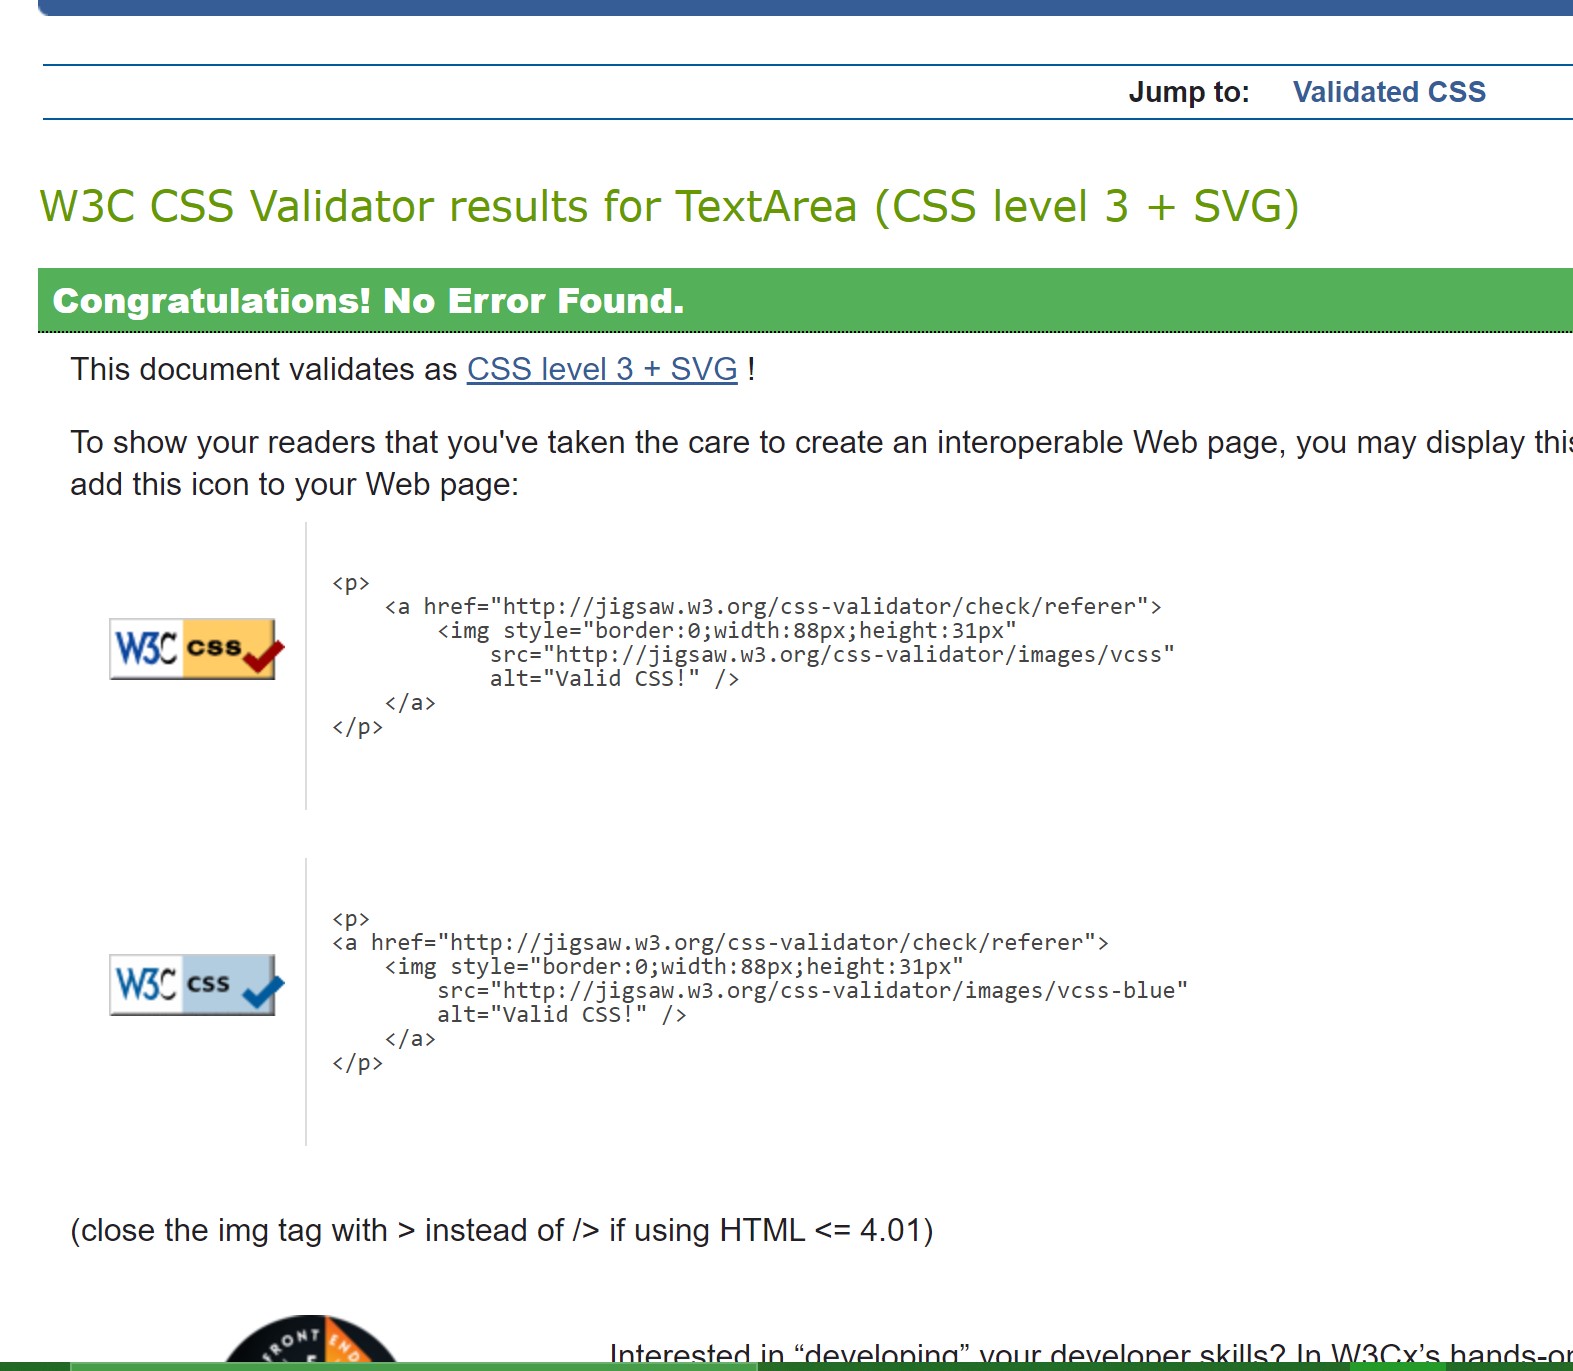 Jump to: Validated CSS
W3C CSS Validator results for TextArea (CSS level 3 + SVG)
Congratulations! No Error Found.
This document validates as CSS level 3 + SVG !
To show your readers that you've taken the care to create an interoperable Web page, you may display this
add this icon to your Web page:
W3C css
<p>
<a href="http://jigsaw.w3.org/css-validator/check/referer">
<img style="border:0;width:88px;height:31px"
src="http://jigsaw.w3.org/css-validator/images/vcss"
alt="Valid CSS!" />
</a>
</p>
W3C css
<p>
<a href="http://jigsaw.w3.org/css-validator/check/referer">
<img style="border:0;width:88px;height:31px"
src="http://jigsaw.w3.org/css-validator/images/vcss-blue"
alt="Valid CSS!" />
</a>
</p>
(close the img tag with > instead of /> if using HTML <= 4.01)
FRONT END
Interested in “developing” your developer skills? In W3Cx’s